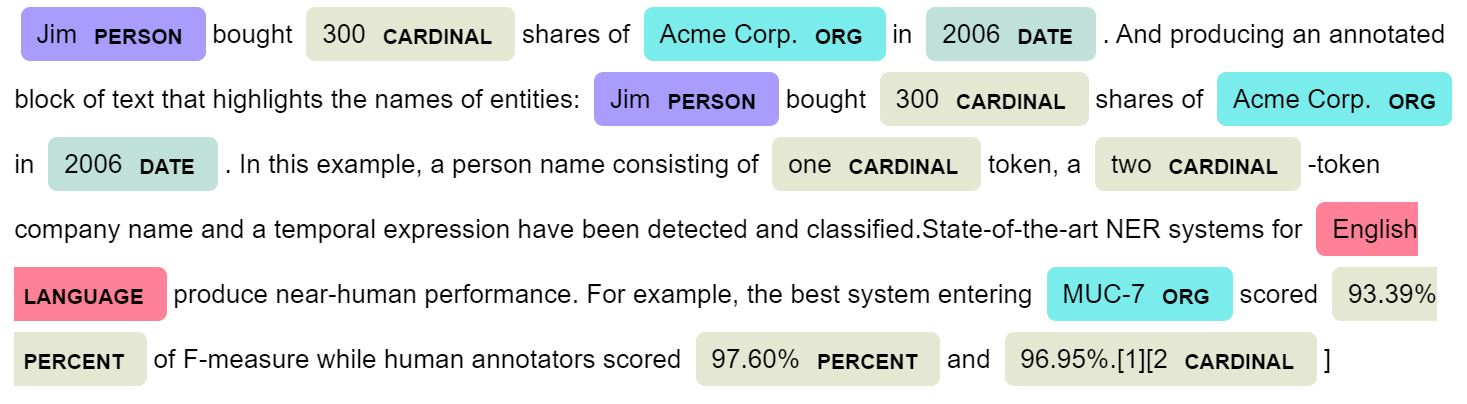 Jim PERSON bought 300 CARDINAL shares of Acme Corp. ORG in 2006 DATE . And producing an annotated
block of text that highlights the names of entities: Jim PERSON bought 300 CARDINAL shares of Acme Corp. ORG
in 2006 DATE . In this example, a person name consisting of one CARDINAL token, a two CARDINAL -token
company name and a temporal expression have been detected and classified.State-of-the-art NER systems for English
LANGUAGE produce near-human performance. For example, the best system entering MUC-7 ORG scored 93.39%
PERCENT of F-measure while human annotators scored 97.60% PERCENT and 96.95%.[1][2 CARDINAL ]